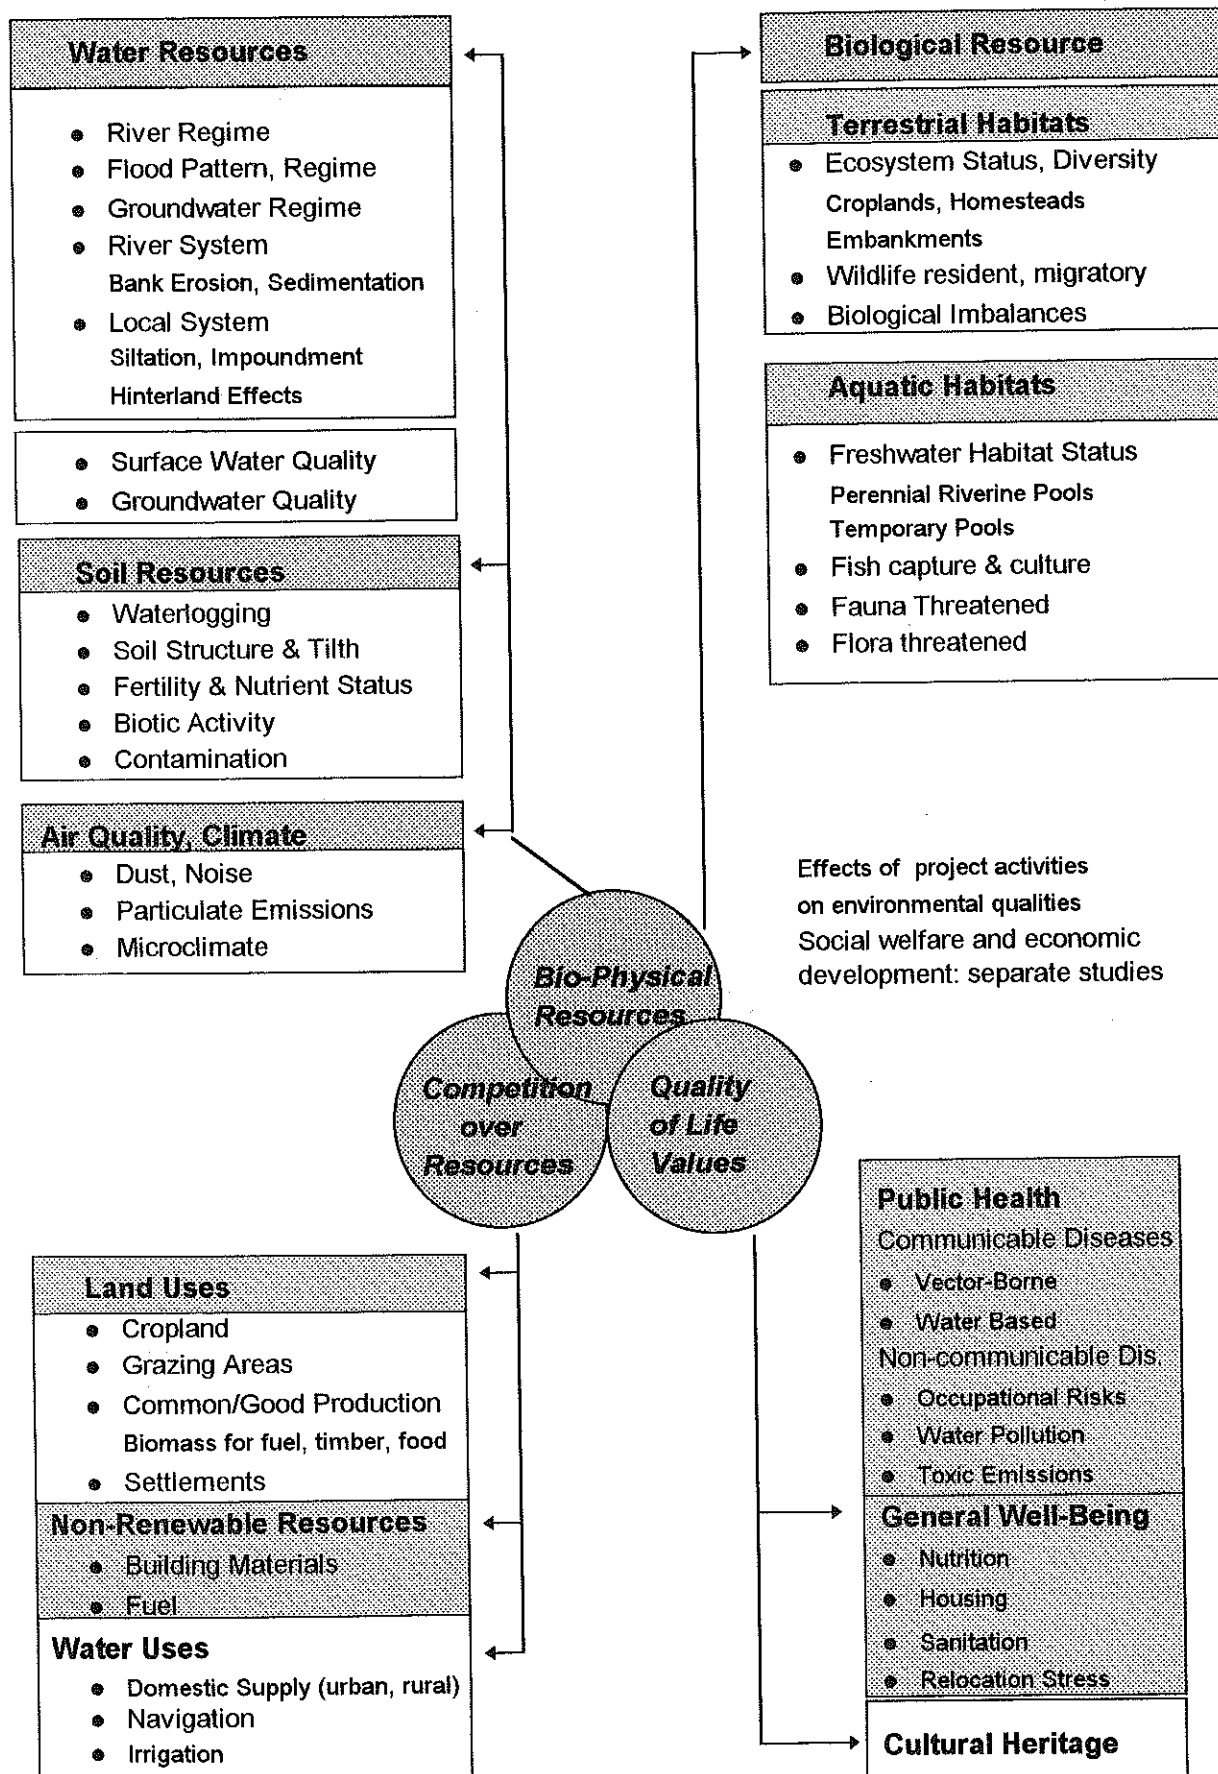 Water Resources
● River Regime
● Flood Pattern, Regime
● Groundwater Regime
● River System
Bank Erosion, Sedimentation
● Local System
Siltation, Impoundment
Hinterland Effects
● Surface Water Quality
● Groundwater Quality
Soil Resources
● Waterlogging
● Soil Structure & Tilth
● Fertility & Nutrient Status
● Biotic Activity
● Contamination
Air Quality, Climate
● Dust, Noise
● Particulate Emissions
● Microclimate
Biological Resource
Terrestrial Habitats
● Ecosystem Status, Diversity
Croplands, Homesteads
Embankments
● Wildlife resident, migratory
● Biological Imbalances
Aquatic Habitats
● Freshwater Habitat Status
Perennial Riverine Pools
Temporary Pools
● Fish capture & culture
● Fauna Threatened
● Flora threatened
Effects of project activities
on environmental qualities
Social welfare and economic
development: separate studies
Bio-Physical
Resources
Competition
over
Resources
Quality
of Life
Values
Land Uses
● Cropland
● Grazing Areas
● Common/Good Production
Biomass for fuel, timber, food
● Settlements
Non-Renewable Resources
● Building Materials
● Fuel
Water Uses
● Domestic Supply (urban, rural)
● Navigation
● Irrigation
Public Health
Communicable Diseases
● Vector-Borne
● Water Based
Non-communicable Dis.
● Occupational Risks
● Water Pollution
● Toxic Emissions
General Well-Being
● Nutrition
● Housing
● Sanitation
● Relocation Stress
Cultural Heritage